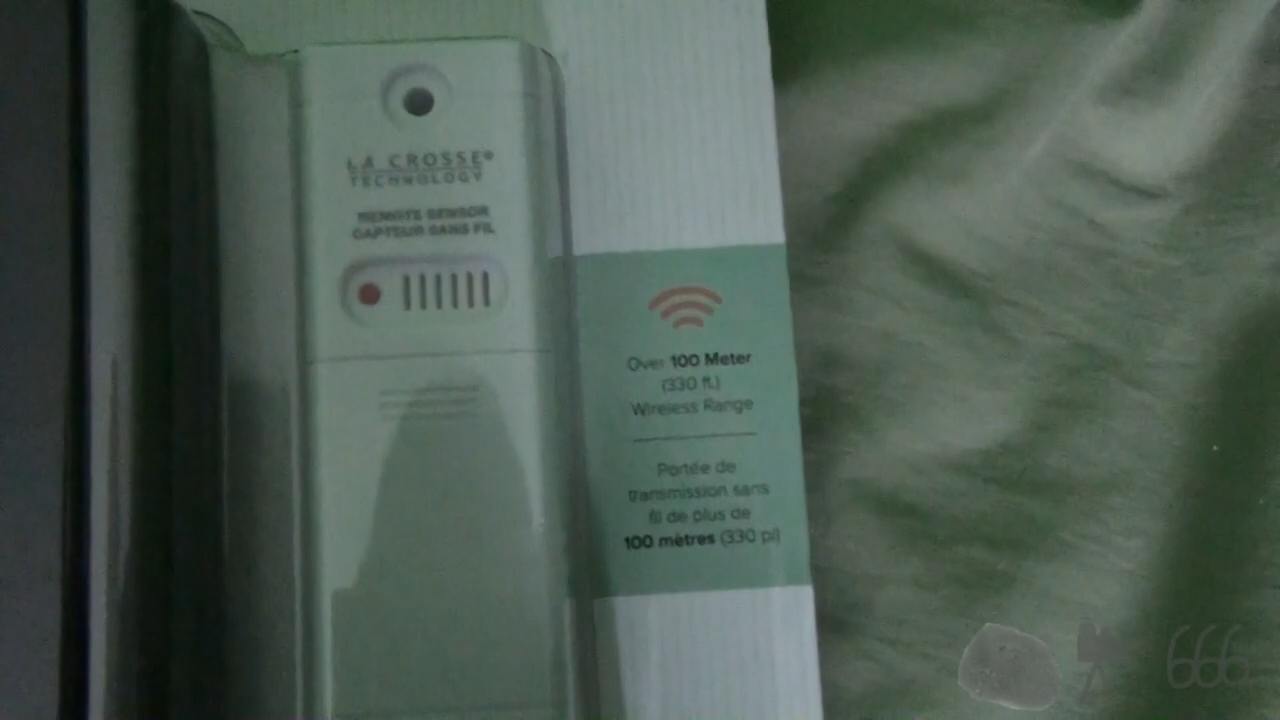 LA CROSSE®
TECHNOLOGY
REMOTE SENSOR
CAPTEUR SANS FIL
Over 100 Meter
(330 ft.)
Wireless Range
Portée de
transmission sans
fil de plus de
100 mètres (330 pi)
666